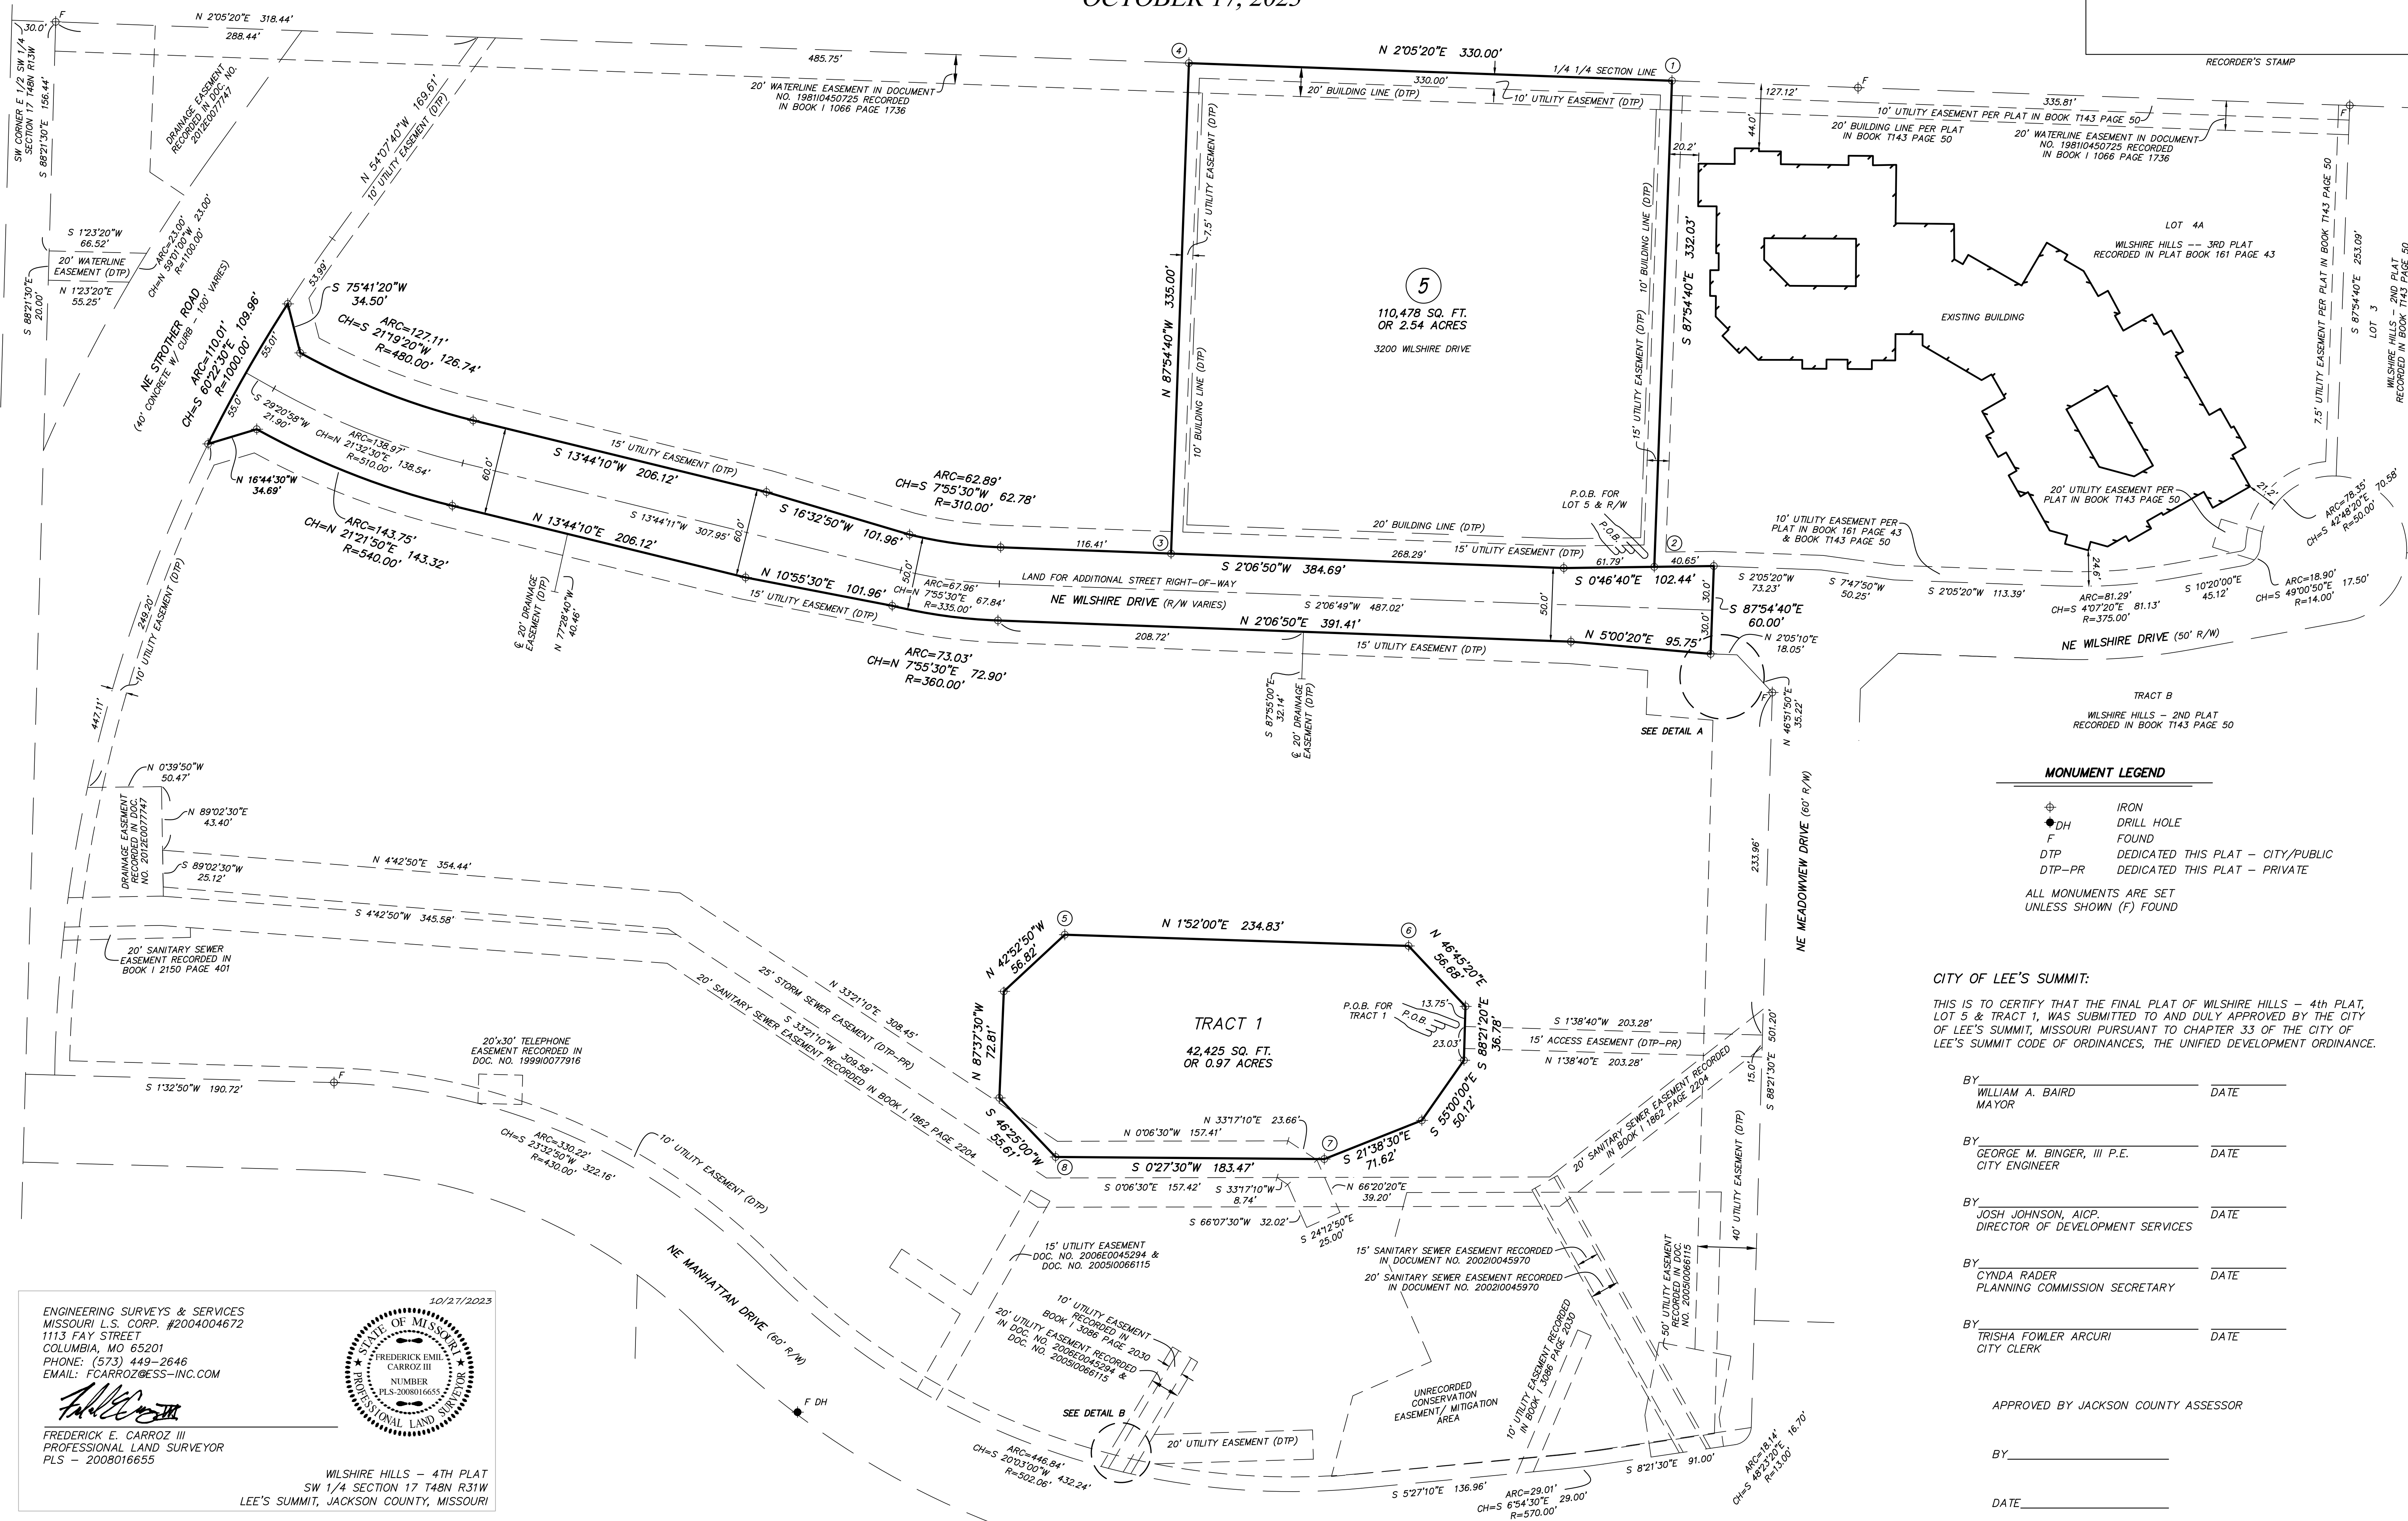 OCTOBER 17, 2023
RECORDER'S STAMP
F
30.0'
N 2°05'20"E 318.44'
288.44'
SW CORNER E 1/2 SW 1/4
SECTION 17 T48N R13W
S 88°21'30"E 156.44'
DRAINAGE EASEMENT
RECORDED IN DOC. NO.
2012E0077747
N 54°07'40"W 169.61'
10' UTILITY EASEMENT (DTP)
485.75'
20' WATERLINE EASEMENT IN DOCUMENT
NO. 1981I0450725 RECORDED
IN BOOK I 1066 PAGE 1736
4
N 2°05'20"E 330.00'
330.00'
1/4 1/4 SECTION LINE
1
20' BUILDING LINE (DTP)
10' UTILITY EASEMENT (DTP)
F
127.12'
335.81'
10' UTILITY EASEMENT PER PLAT IN BOOK T143 PAGE 50
20' BUILDING LINE PER PLAT
IN BOOK T143 PAGE 50
20' WATERLINE EASEMENT IN DOCUMENT
NO. 1981I0450725 RECORDED
IN BOOK I 1066 PAGE 1736
F
44.0'
20.2'
7.5' UTILITY EASEMENT (DTP)
N 87°54'40"W 335.00'
10' BUILDING LINE (DTP)
5
110,478 SQ. FT.
OR 2.54 ACRES
3200 WILSHIRE DRIVE
10' BUILDING LINE (DTP)
15' UTILITY EASEMENT (DTP)
S 87°54'40"E 332.03'
LOT 4A
WILSHIRE HILLS -- 3RD PLAT
RECORDED IN PLAT BOOK 161 PAGE 43
EXISTING BUILDING
7.5' UTILITY EASEMENT PER PLAT IN BOOK T143 PAGE 50
S 87°54'40"E 253.09'
LOT 3
WILSHIRE HILLS - 2ND PLAT
RECORDED IN BOOK T143 PAGE 50
S 1°23'20"W
66.52'
20' WATERLINE
EASEMENT (DTP)
N 1°23'20"E
55.25'
S 88°21'30"E
20.00'
ARC=23.00'
CH=N 59°01'00"W 23.00'
R=1100.00'
NE STROTHER ROAD
(40' CONCRETE W/ CURB - 100' VARIES)
ARC=110.01'
CH=S 60°22'30"E 109.96'
R=1000.00'
53.99'
55.01'
55.0'
S 75°41'20"W
34.50'
ARC=127.11'
CH=S 21°19'20"W 126.74'
R=480.00'
S 29°20'58"W
21.90'
ARC=138.97'
CH=N 21°32'30"E 138.54'
R=510.00'
N 16°44'30"W
34.69'
ARC=143.75'
CH=N 21°21'50"E 143.32'
R=540.00'
60.0'
15' UTILITY EASEMENT (DTP)
S 13°44'10"W 206.12'
S 13°44'11"W 307.95'
N 13°44'10"E 206.12'
60.0'
S 16°32'50"W 101.96'
N 10°55'30"E 101.96'
15' UTILITY EASEMENT (DTP)
50.0'
ARC=62.89'
CH=S 7°55'30"W 62.78'
R=310.00'
ARC=67.96'
CH=N 7°55'30"E 67.84'
R=335.00'
ARC=73.03'
CH=N 7°55'30"E 72.90'
R=360.00'
116.41'
3
20' BUILDING LINE (DTP)
15' UTILITY EASEMENT (DTP)
268.29'
S 2°06'50"W 384.69'
LAND FOR ADDITIONAL STREET RIGHT-OF-WAY
NE WILSHIRE DRIVE (R/W VARIES)
S 2°06'49"W 487.02'
N 2°06'50"E 391.41'
208.72'
15' UTILITY EASEMENT (DTP)
50.0'
P.O.B. FOR
LOT 5 & R/W
P.O.B.
2
61.79'
40.65'
S 0°46'40"E 102.44'
30.0'
30.0'
S 87°54'40"E
60.00'
N 5°00'20"E 95.75'
N 2°05'10"E
18.05'
F
N 46°51'50"E
35.22'
SEE DETAIL A
℄ 20' DRAINAGE
EASEMENT (DTP)
N 77°28'40"W
40.46'
S 87°55'00"E
32.14'
℄ 20' DRAINAGE
EASEMENT (DTP)
10' UTILITY EASEMENT PER
PLAT IN BOOK 161 PAGE 43
& BOOK T143 PAGE 50
20' UTILITY EASEMENT PER
PLAT IN BOOK T143 PAGE 50
S 2°05'20"W
73.23'
S 7°47'50"W
50.25'
S 2°05'20"W 113.39'
24.6'
ARC=81.29'
CH=S 4°07'20"E 81.13'
R=375.00'
S 10°20'00"E
45.12'
ARC=18.90'
CH=S 49°00'50"E 17.50'
R=14.00'
21.2'
ARC=78.35'
CH=S 42°48'20"E 70.58'
R=50.00'
NE WILSHIRE DRIVE (50' R/W)
TRACT B
WILSHIRE HILLS - 2ND PLAT
RECORDED IN BOOK T143 PAGE 50
249.20'
10' UTILITY EASEMENT (DTP)
447.11'
N 0°39'50"W
50.47'
DRAINAGE EASEMENT
RECORDED IN DOC.
NO. 2012E0077747
N 89°02'30"E
43.40'
S 89°02'30"W
25.12'
N 4°42'50"E 354.44'
S 4°42'50"W 345.58'
20' SANITARY SEWER
EASEMENT RECORDED IN
BOOK I 2150 PAGE 401
N 33°21'10"E 308.45'
25' STORM SEWER EASEMENT (DTP-PR)
S 33°21'10"W 309.58'
20' SANITARY SEWER EASEMENT RECORDED IN BOOK I 1862 PAGE 2204
5
N 1°52'00"E 234.83'
6
N 42°52'50"W
56.82'
N 46°45'20"E
56.68'
N 87°37'30"W
72.81'
TRACT 1
42,425 SQ. FT.
OR 0.97 ACRES
P.O.B. FOR
TRACT 1
P.O.B.
13.75'
23.03'
S 88°21'20"E
36.78'
S 55°00'00"E
50.12'
S 21°38'30"E
71.62'
7
S 0°27'30"W 183.47'
8
S 46°25'00"W
55.61'
N 0°06'30"W 157.41'
N 33°17'10"E 23.66'
S 0°06'30"E 157.42'
S 33°17'10"W
8.74'
N 66°20'20"E
39.20'
S 66°07'30"W 32.02'
S 24°12'50"E
25.00'
S 1°38'40"W 203.28'
15' ACCESS EASEMENT (DTP-PR)
N 1°38'40"E 203.28'
20' SANITARY SEWER EASEMENT RECORDED
IN BOOK I 1862 PAGE 2204
233.96'
NE MEADOWVIEW DRIVE (60' R/W)
S 88°21'30"E 501.20'
15.0'
40' UTILITY EASEMENT (DTP)
S 1°32'50"W 190.72'
F
20'x30' TELEPHONE
EASEMENT RECORDED IN
DOC. NO. 1999I0077916
ARC=330.22'
CH=S 23°32'50"W 322.16'
R=430.00'
10' UTILITY EASEMENT (DTP)
NE MANHATTAN DRIVE (60' R/W)
F DH
15' UTILITY EASEMENT
DOC. NO. 2006E0045294 &
DOC. NO. 2005I0066115
10' UTILITY EASEMENT
RECORDED IN
BOOK I 3086 PAGE 2030
20' UTILITY EASEMENT RECORDED
IN DOC. NO. 2006E0045294 &
DOC. NO. 2005I0066115
SEE DETAIL B
20' UTILITY EASEMENT (DTP)
ARC=446.84'
CH=S 20°03'00"W 432.24'
R=502.06'
15' SANITARY SEWER EASEMENT RECORDED
IN DOCUMENT NO. 2002I0045970
20' SANITARY SEWER EASEMENT RECORDED
IN DOCUMENT NO. 2002I0045970
UNRECORDED
CONSERVATION
EASEMENT/ MITIGATION
AREA
10' UTILITY EASEMENT RECORDED
IN BOOK I 3086 PAGE 2030
50' UTILITY EASEMENT
RECORDED IN DOC.
NO. 2005I0066115
S 5°27'10"E 136.96'
ARC=29.01'
CH=S 6°54'30"E 29.00'
R=570.00'
S 8°21'30"E 91.00'
ARC=18.14'
CH=S 48°23'20"E 16.70'
R=13.00'
MONUMENT LEGEND
IRON
DH DRILL HOLE
F FOUND
DTP DEDICATED THIS PLAT - CITY/PUBLIC
DTP-PR DEDICATED THIS PLAT - PRIVATE
ALL MONUMENTS ARE SET
UNLESS SHOWN (F) FOUND
CITY OF LEE'S SUMMIT:
THIS IS TO CERTIFY THAT THE FINAL PLAT OF WILSHIRE HILLS - 4th PLAT,
LOT 5 & TRACT 1, WAS SUBMITTED TO AND DULY APPROVED BY THE CITY
OF LEE'S SUMMIT, MISSOURI PURSUANT TO CHAPTER 33 OF THE CITY OF
LEE'S SUMMIT CODE OF ORDINANCES, THE UNIFIED DEVELOPMENT ORDINANCE.
BY
WILLIAM A. BAIRD DATE
MAYOR
BY
GEORGE M. BINGER, III P.E. DATE
CITY ENGINEER
BY
JOSH JOHNSON, AICP. DATE
DIRECTOR OF DEVELOPMENT SERVICES
BY
CYNDA RADER DATE
PLANNING COMMISSION SECRETARY
BY
TRISHA FOWLER ARCURI DATE
CITY CLERK
APPROVED BY JACKSON COUNTY ASSESSOR
BY
DATE
ENGINEERING SURVEYS & SERVICES
MISSOURI L.S. CORP. #2004004672
1113 FAY STREET
COLUMBIA, MO 65201
PHONE: (573) 449-2646
EMAIL: FCARROZ@ESS-INC.COM
FREDERICK E. CARROZ III
PROFESSIONAL LAND SURVEYOR
PLS - 2008016655
10/27/2023
STATE OF MISSOURI
FREDERICK EMIL
CARROZ III
NUMBER
PLS-2008016655
PROFESSIONAL LAND SURVEYOR
WILSHIRE HILLS - 4TH PLAT
SW 1/4 SECTION 17 T48N R31W
LEE'S SUMMIT, JACKSON COUNTY, MISSOURI